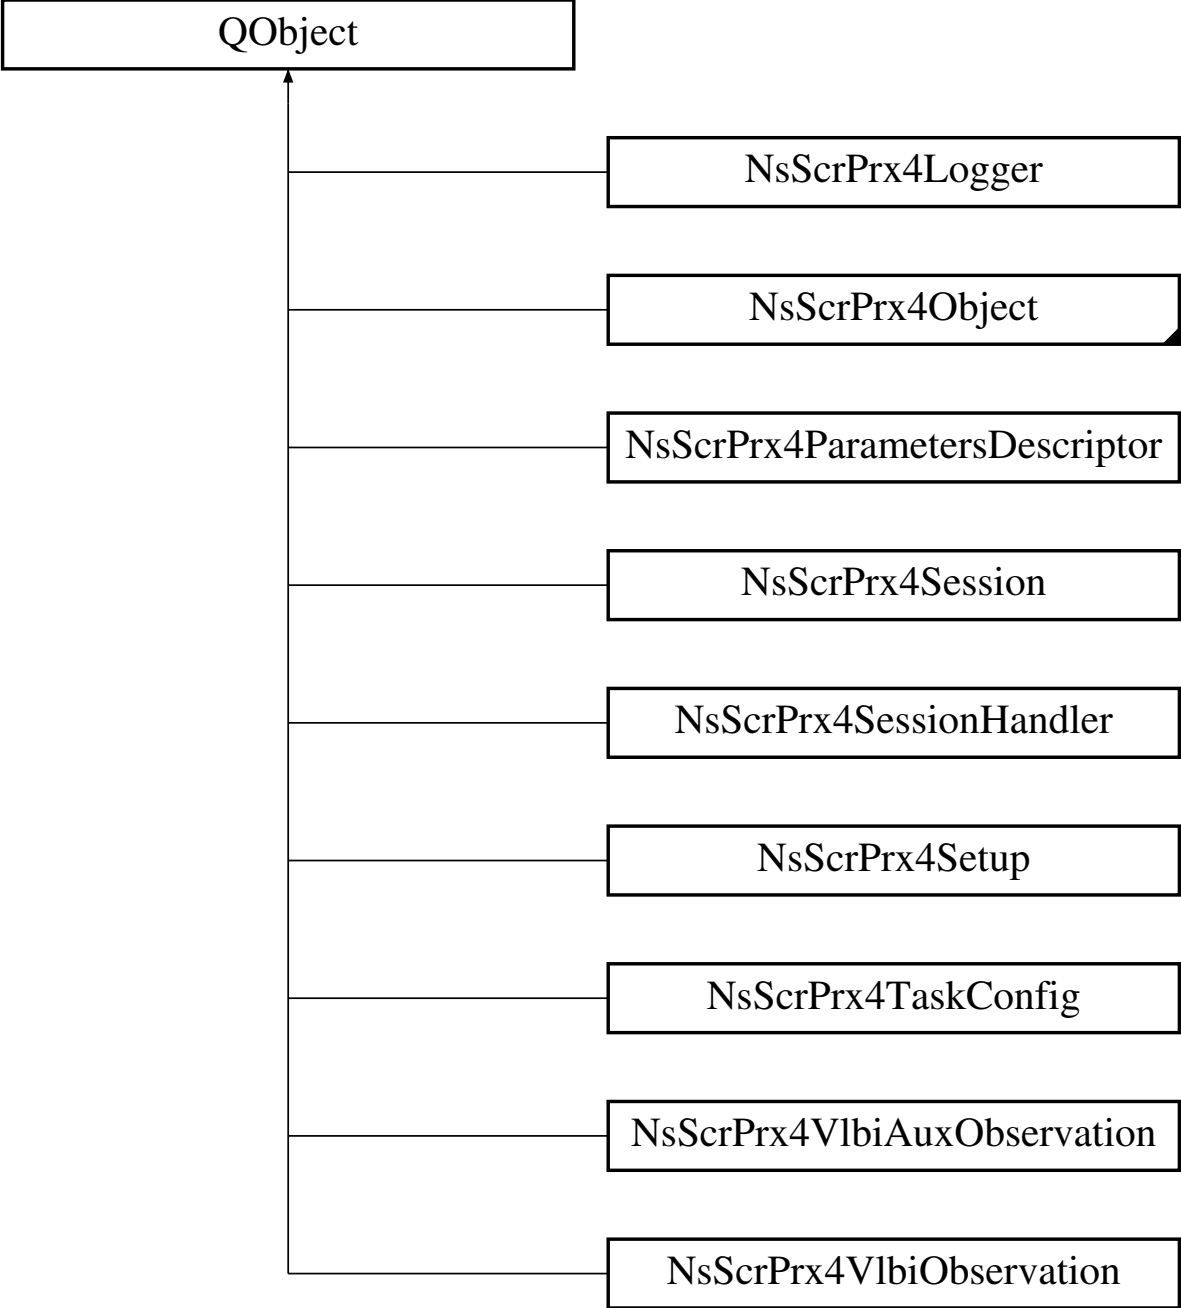 QObject
NsScrPrx4Logger
NsScrPrx4Object
NsScrPrx4ParametersDescriptor
NsScrPrx4Session
NsScrPrx4SessionHandler
NsScrPrx4Setup
NsScrPrx4TaskConfig
NsScrPrx4VlbiAuxObservation
NsScrPrx4VlbiObservation